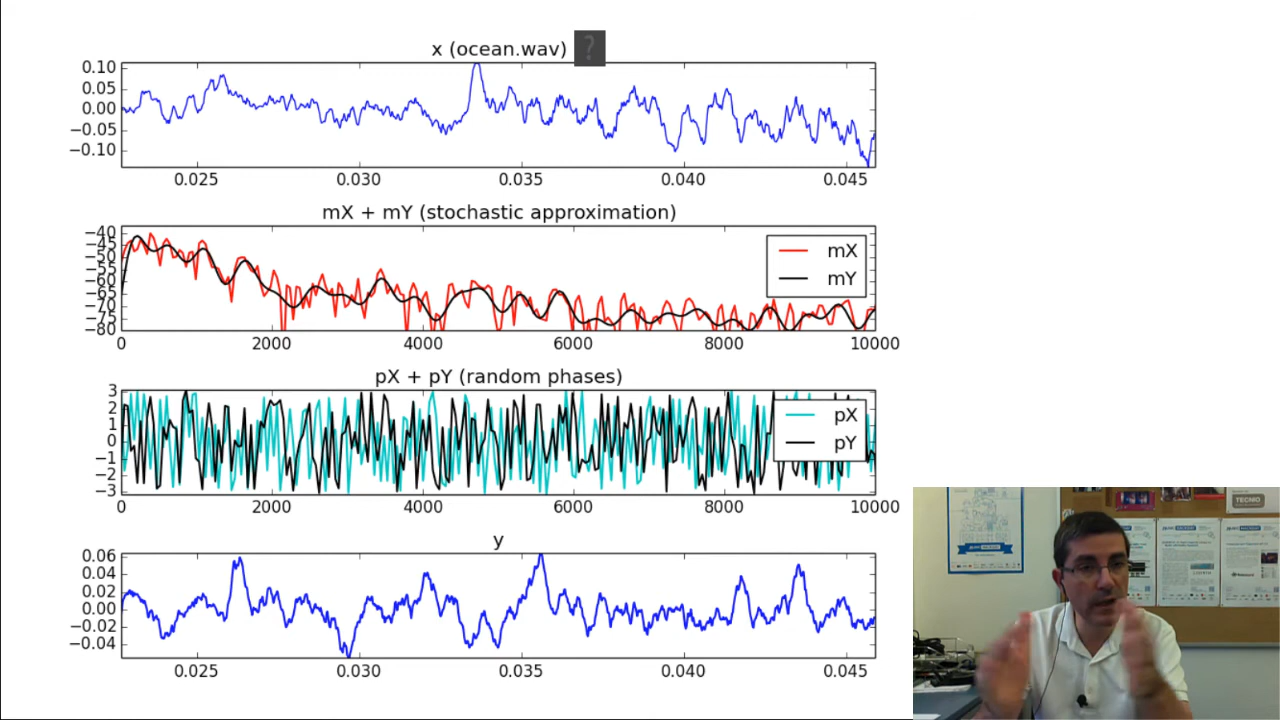 x (ocean.wav) ?
0.10
0.05
0.00
−0.05
−0.10
0.025 0.030 0.035 0.040 0.045
mX + mY (stochastic approximation)
−40
−45
−50
−55
−60
−65
−70
−75
−80
mX
mY
0 2000 4000 6000 8000 10000
pX + pY (random phases)
3
2
1
0
−1
−2
−3
pX
pY
0 2000 4000 6000 8000 10000
y
0.06
0.04
0.02
0.00
−0.02
−0.04
0.025 0.030 0.035 0.040 0.045
TECNIO